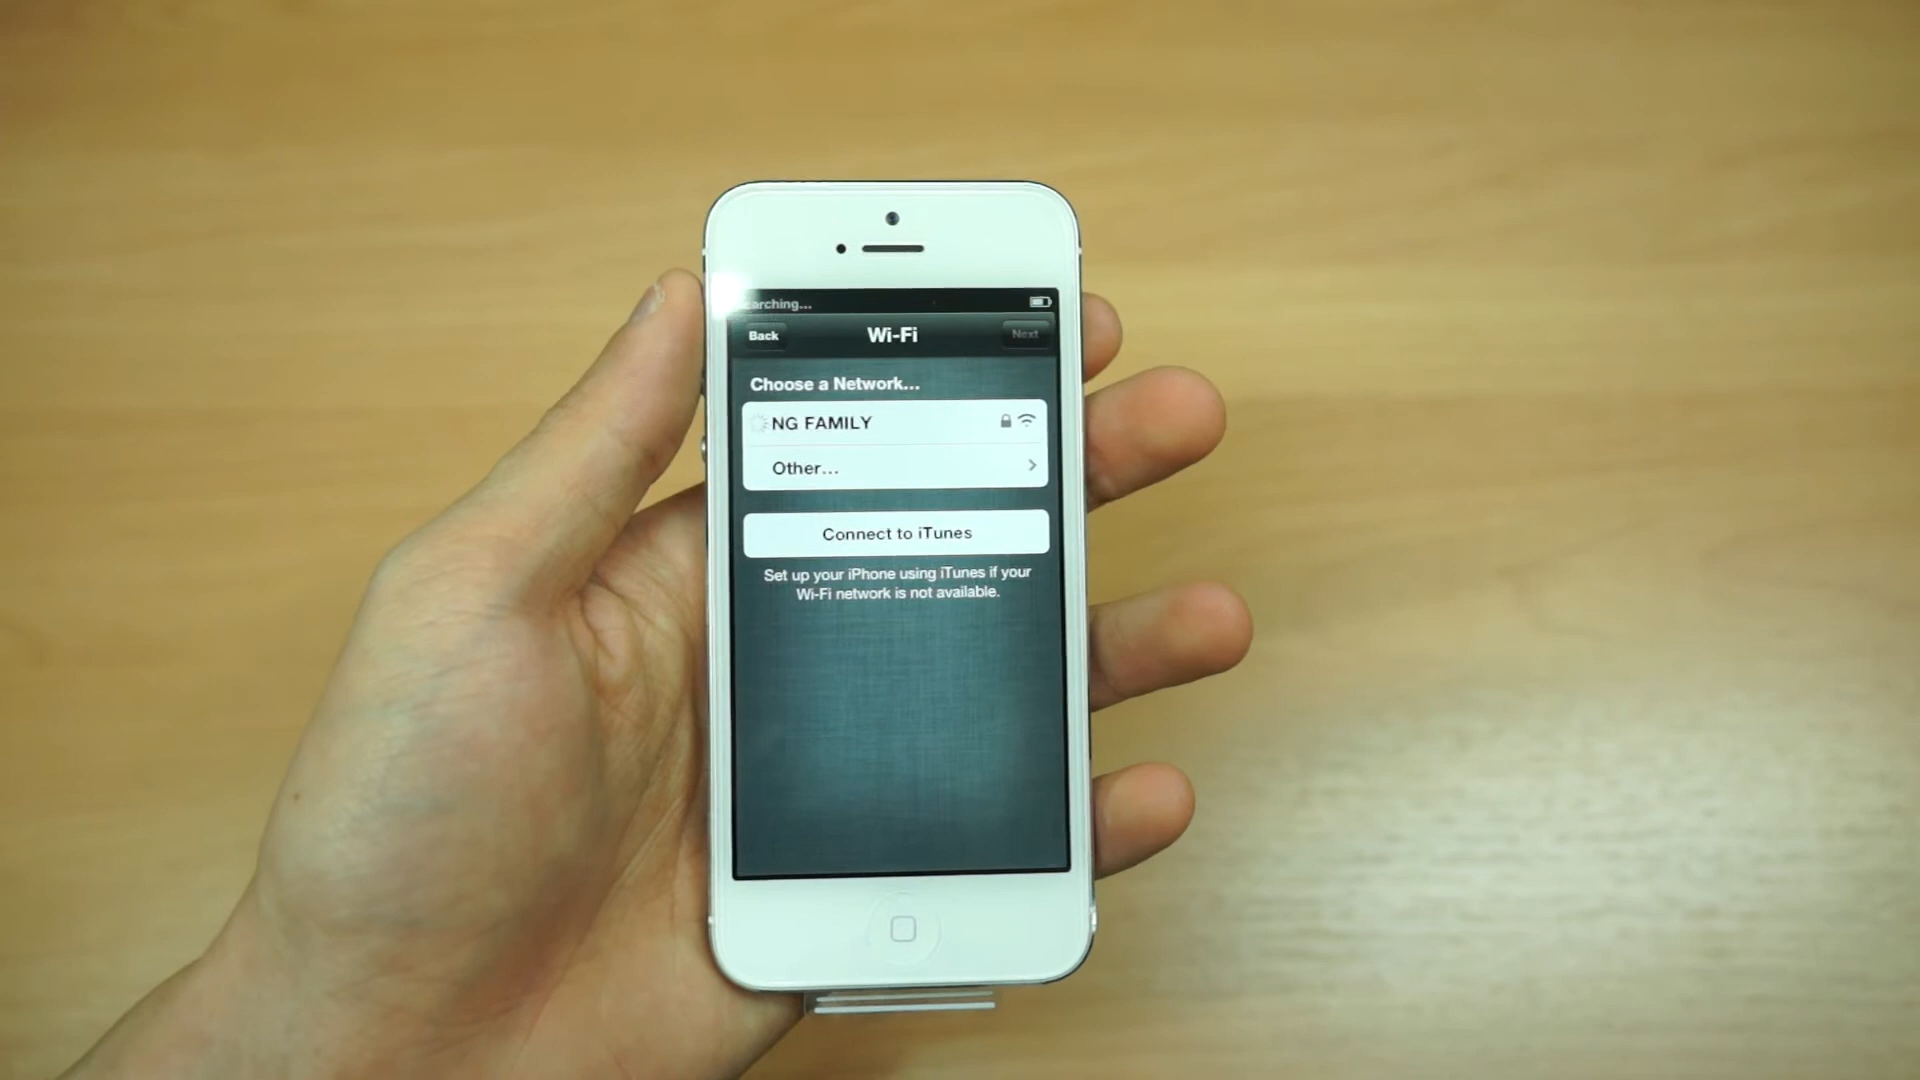 arching...
Back Wi-Fi Next
Choose a Network...
NG FAMILY
Other...
Connect to iTunes
Set up your iPhone using iTunes if your
Wi-Fi network is not available.